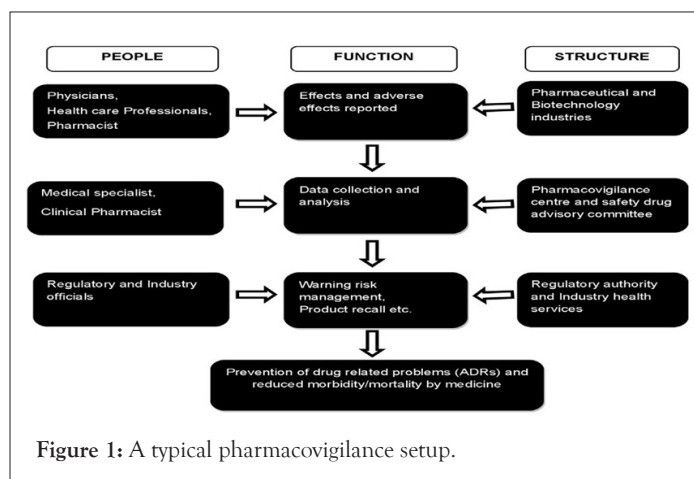 PEOPLE
FUNCTION
STRUCTURE
Physicians,
Health care Professionals,
Pharmacist
Effects and adverse
effects reported
Pharmaceutical and
Biotechnology
industries
Medical specialist,
Clinical Pharmacist
Data collection and
analysis
Pharmacovigilance
centre and safety drug
advisory committee
Regulatory and Industry
officials
Warning risk
management,
Product recall etc.
Regulatory authority
and Industry health
services
Prevention of drug related problems (ADRs) and
reduced morbidity/mortality by medicine
Figure 1: A typical pharmacovigilance setup.